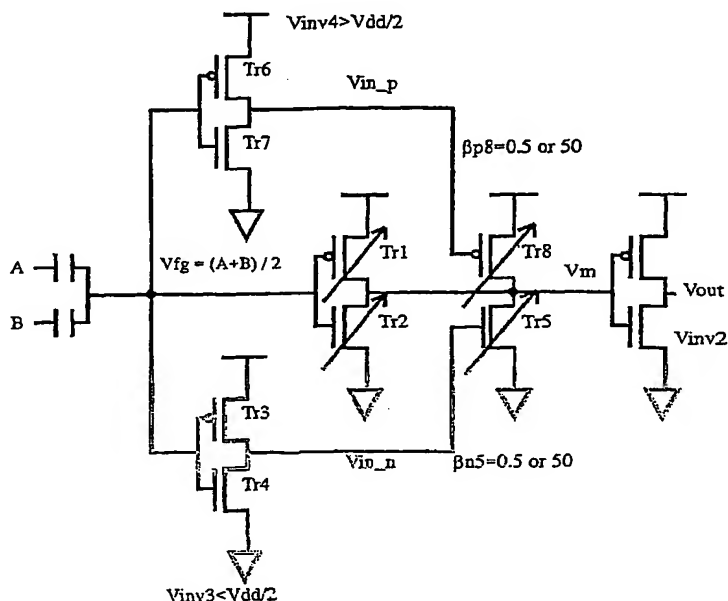 Vinv4>Vdd/2
Tr6
Vin_p
Tr7
βp8=0.5 or 50
A
Vfg = (A+B) / 2
Tr1
Tr8
Vm
Vout
B
Tr2
Tr5
Vinv2
Tr3
Vin_n
βn5=0.5 or 50
Tr4
Vinv3<Vdd/2